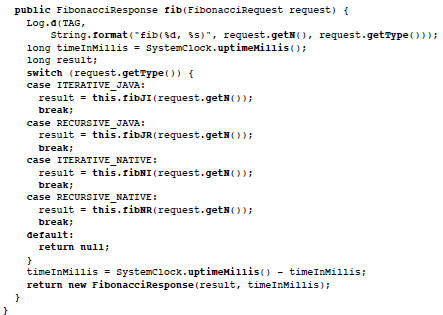 public FibonacciResponse fib(FibonacciRequest request) {
Log.d(TAG,
String.format("fib(%d, %s)", request.getN(), request.getType()));
long timeInMillis = SystemClock.uptimeMillis();
long result;
switch (request.getType()) {
case ITERATIVE_JAVA:
result = this.fibJI(request.getN());
break;
case RECURSIVE_JAVA:
result = this.fibJR(request.getN());
break;
case ITERATIVE_NATIVE:
result = this.fibNI(request.getN());
break;
case RECURSIVE_NATIVE:
result = this.fibNR(request.getN());
break;
default:
return null;
}
timeInMillis = SystemClock.uptimeMillis() - timeInMillis;
return new FibonacciResponse(result, timeInMillis);
}
}